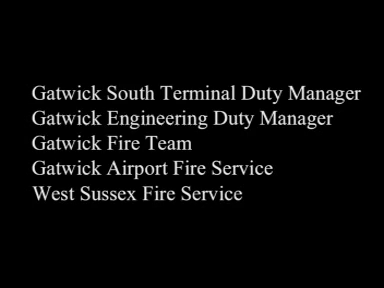 Gatwick South Terminal Duty Manager
Gatwick Engineering Duty Manager
Gatwick Fire Team
Gatwick Airport Fire Service
West Sussex Fire Service